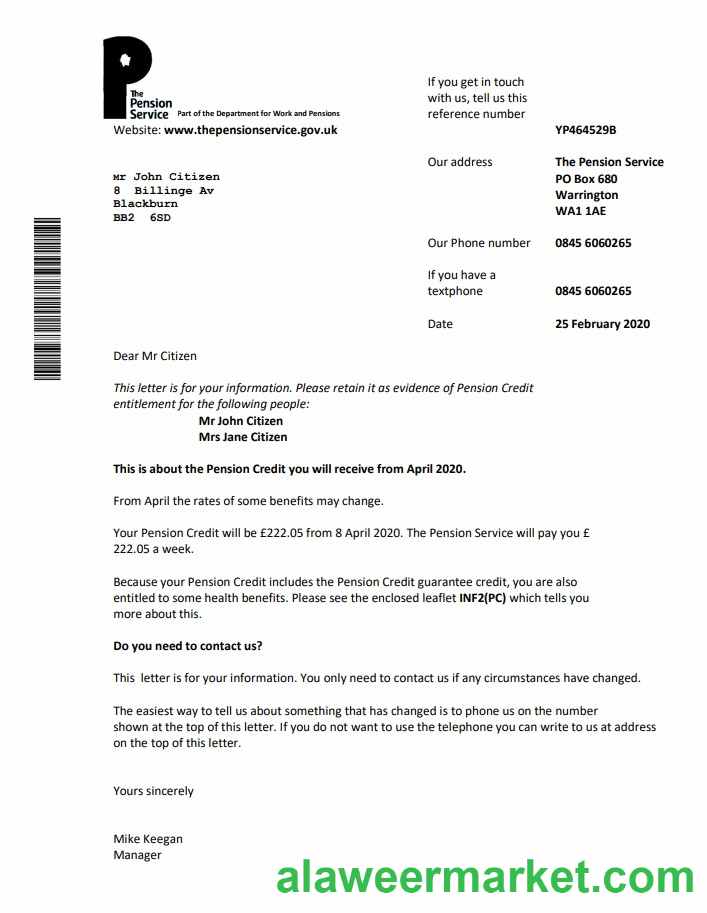 The
Pension
Service Part of the Department for Work and Pensions
Website: www.thepensionservice.gov.uk
If you get in touch
with us, tell us this
reference number
YP464529B
Our address The Pension Service
PO Box 680
Warrington
WA1 1AE
Mr John Citizen
8 Billinge Av
Blackburn
BB2 6SD
Our Phone number 0845 6060265
If you have a
textphone 0845 6060265
Date 25 February 2020
Dear Mr Citizen
This letter is for your information. Please retain it as evidence of Pension Credit
entitlement for the following people:
Mr John Citizen
Mrs Jane Citizen
This is about the Pension Credit you will receive from April 2020.
From April the rates of some benefits may change.
Your Pension Credit will be £222.05 from 8 April 2020. The Pension Service will pay you £
222.05 a week.
Because your Pension Credit includes the Pension Credit guarantee credit, you are also
entitled to some health benefits. Please see the enclosed leaflet INF2(PC) which tells you
more about this.
Do you need to contact us?
This letter is for your information. You only need to contact us if any circumstances have changed.
The easiest way to tell us about something that has changed is to phone us on the number
shown at the top of this letter. If you do not want to use the telephone you can write to us at address
on the top of this letter.
Yours sincerely
Mike Keegan
Manager
alaweermarket.com